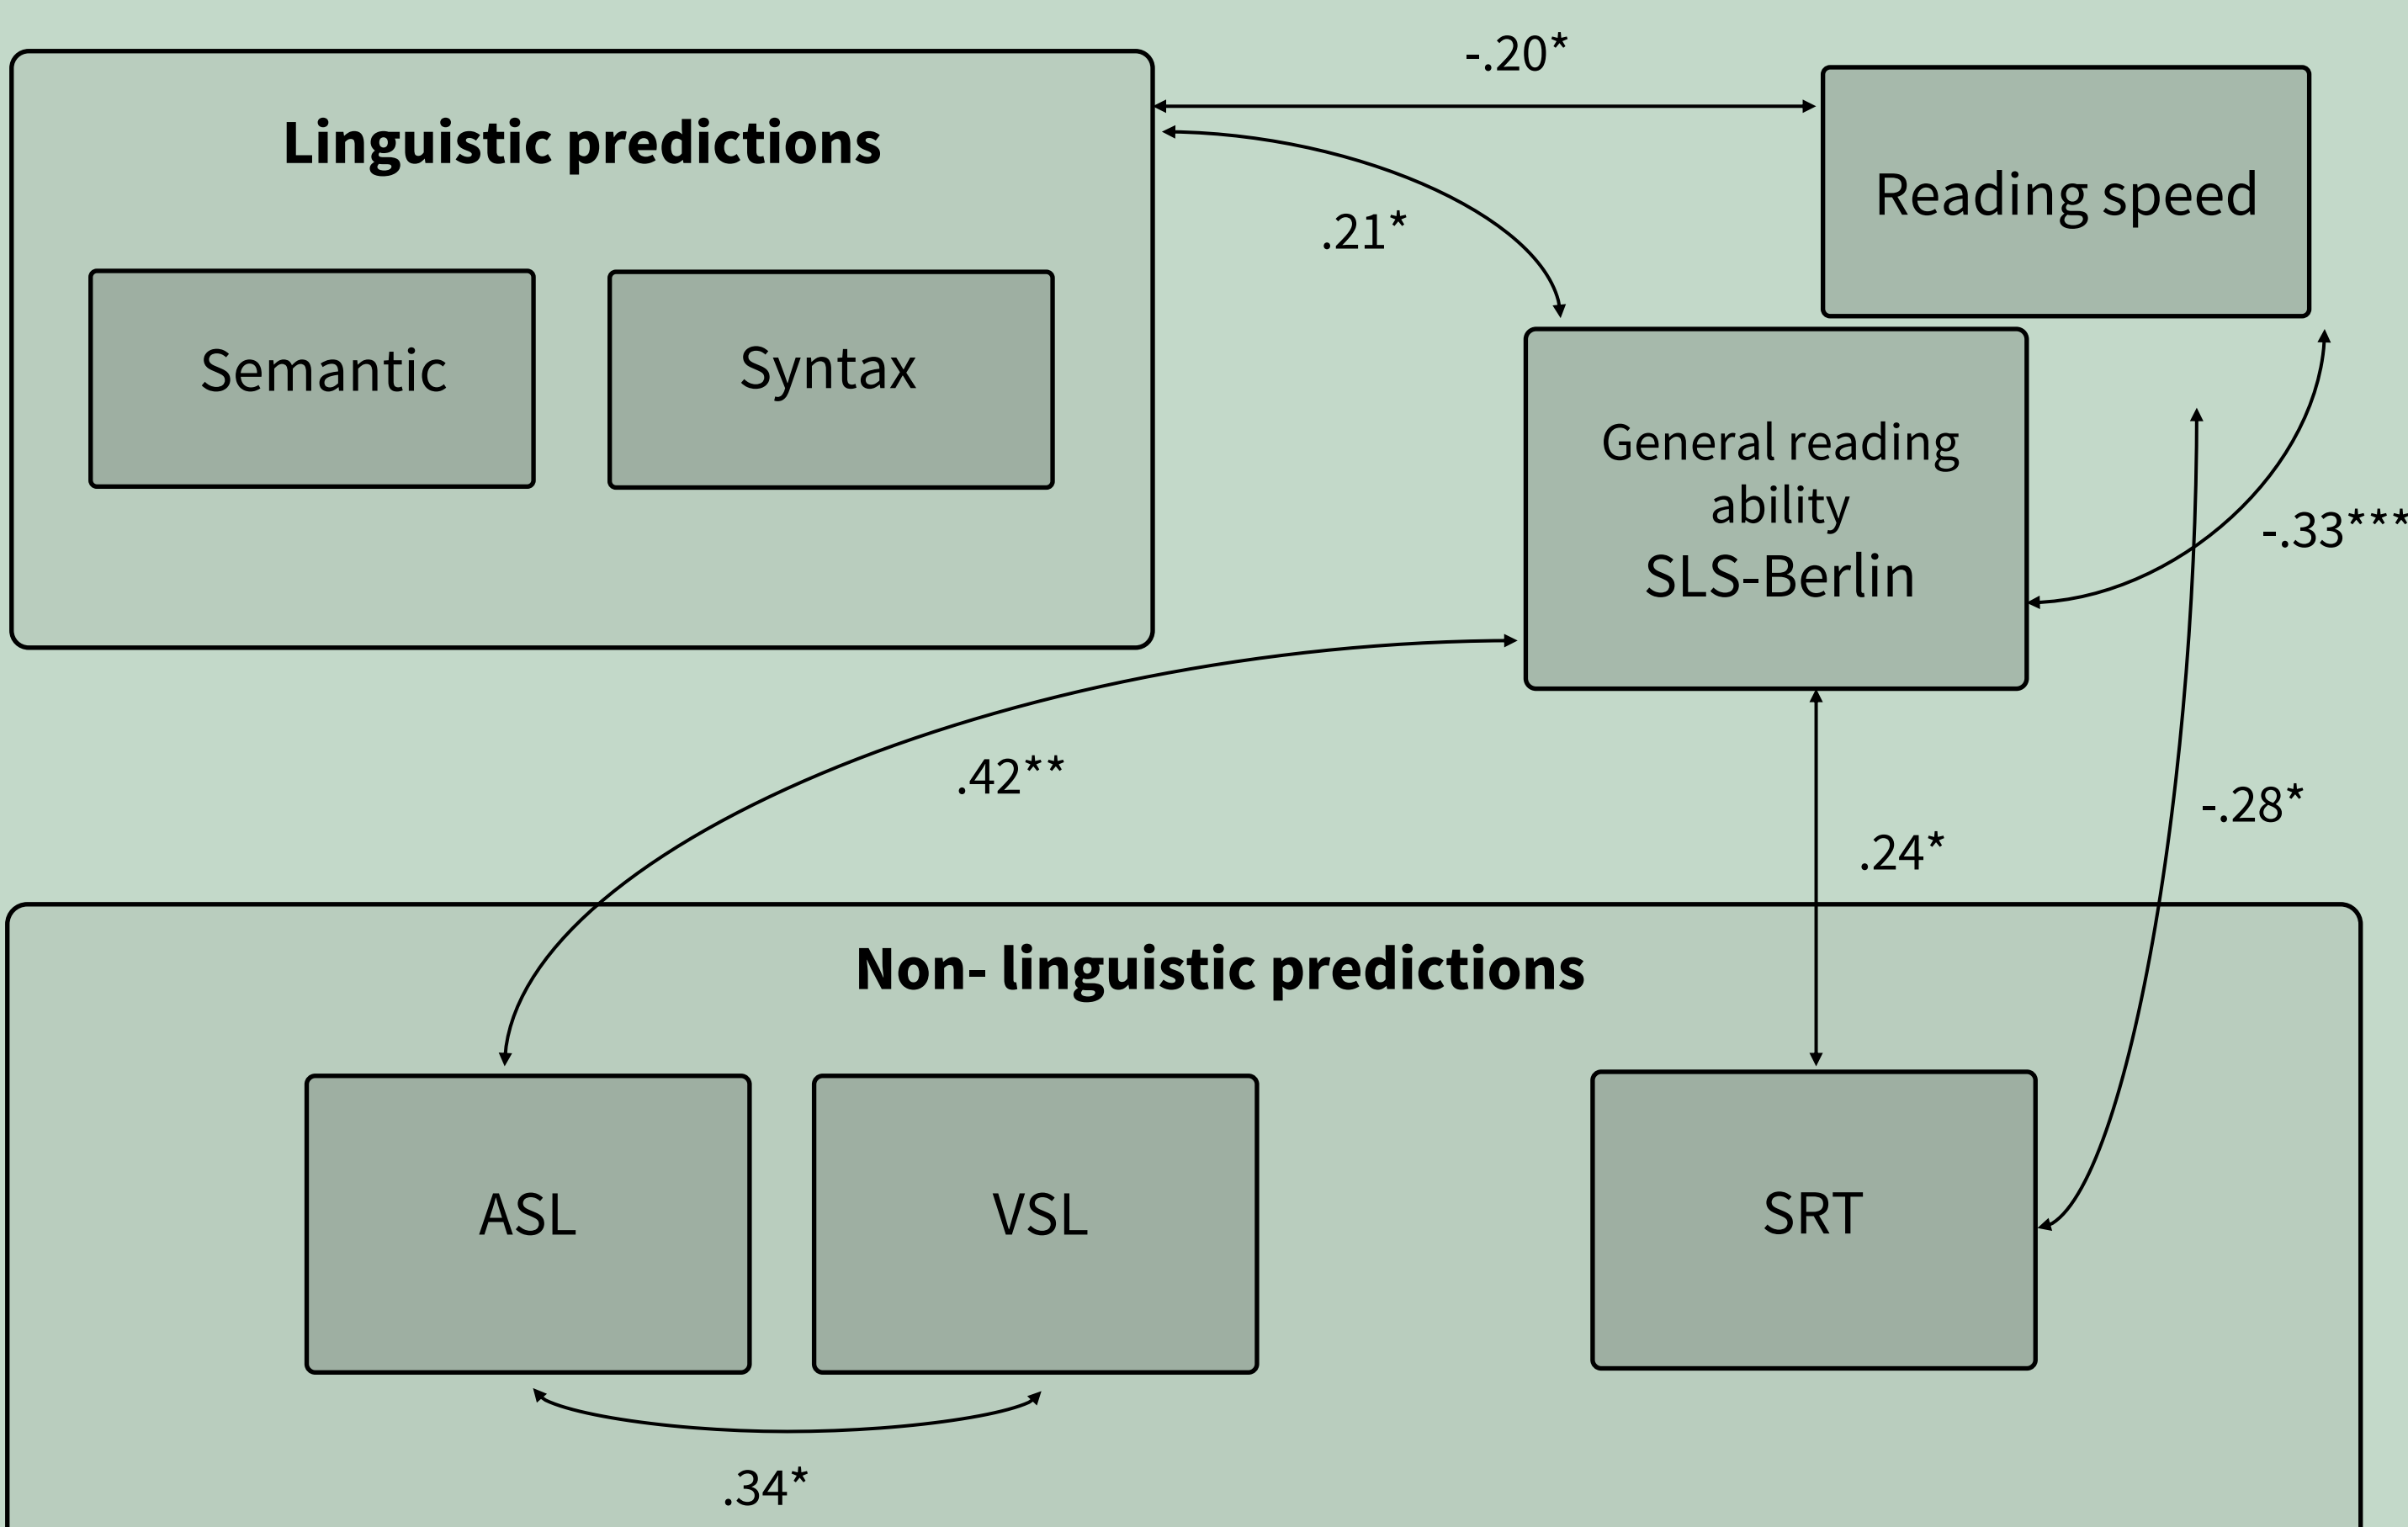 -.20*
Linguistic predictions
Reading speed
.21*
Semantic
Syntax
General reading
ability
SLS-Berlin
-.33***
.42**
-.28*
.24*
Non- linguistic predictions
ASL
VSL
SRT
.34*